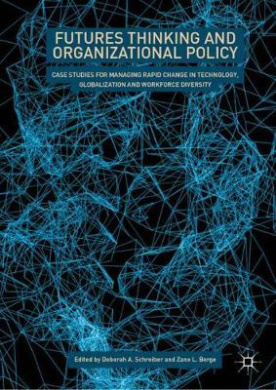 FUTURES THINKING AND
ORGANIZATIONAL POLICY
CASE STUDIES FOR MANAGING RAPID CHANGE IN TECHNOLOGY,
GLOBALIZATION AND WORKFORCE DIVERSITY
Edited by Deborah A. Schreiber and Zane L. Berge